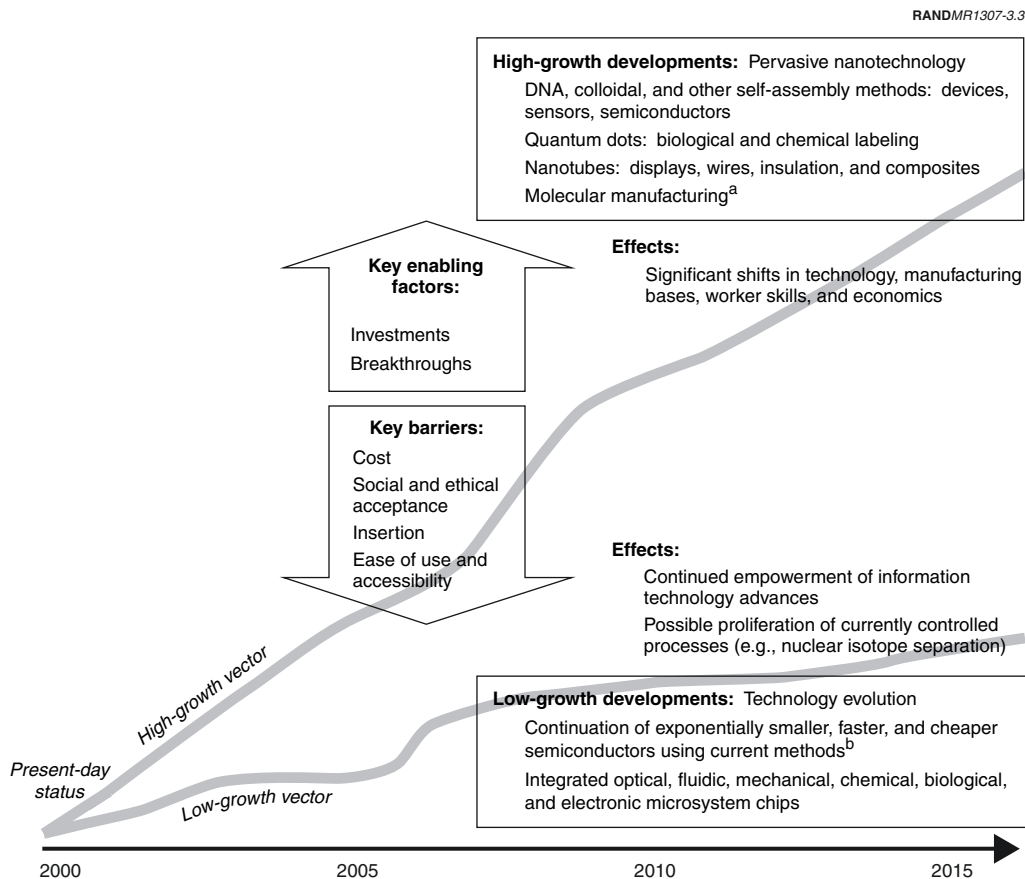 RANDMR1307-3.3
High-growth developments: Pervasive nanotechnology
DNA, colloidal, and other self-assembly methods: devices,
sensors, semiconductors
Quantum dots: biological and chemical labeling
Nanotubes: displays, wires, insulation, and composites
Molecular manufacturingᵃ
Key enabling
factors:
Investments
Breakthroughs
Effects:
Significant shifts in technology, manufacturing
bases, worker skills, and economics
Key barriers:
Cost
Social and ethical
acceptance
Insertion
Ease of use and
accessibility
Effects:
Continued empowerment of information
technology advances
Possible proliferation of currently controlled
processes (e.g., nuclear isotope separation)
High-growth vector
Low-growth developments: Technology evolution
Continuation of exponentially smaller, faster, and cheaper
semiconductors using current methodsᵇ
Integrated optical, fluidic, mechanical, chemical, biological,
and electronic microsystem chips
Present-day
status
Low-growth vector
2000 2005 2010 2015